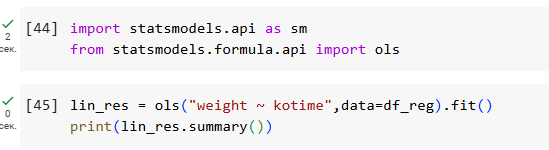 [44] import statsmodels.api as sm
2
сек.
from statsmodels.formula.api import ols
[45] lin_res = ols("weight ~ kotime",data=df_reg).fit()
0
сек.
print(lin_res.summary())